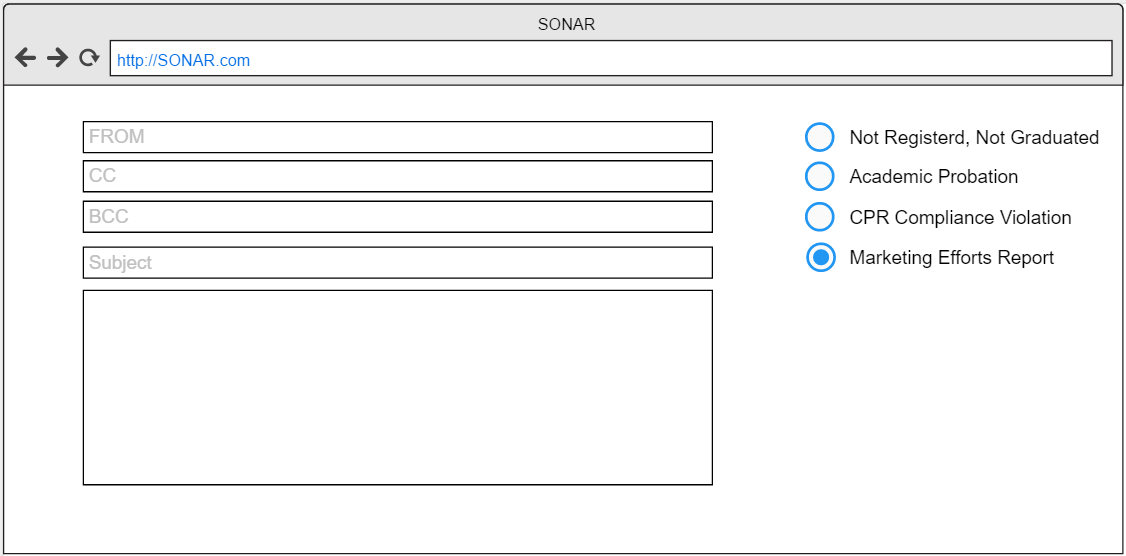 SONAR
http://SONAR.com
FROM
CC
BCC
Subject
Not Registerd, Not Graduated
Academic Probation
CPR Compliance Violation
Marketing Efforts Report